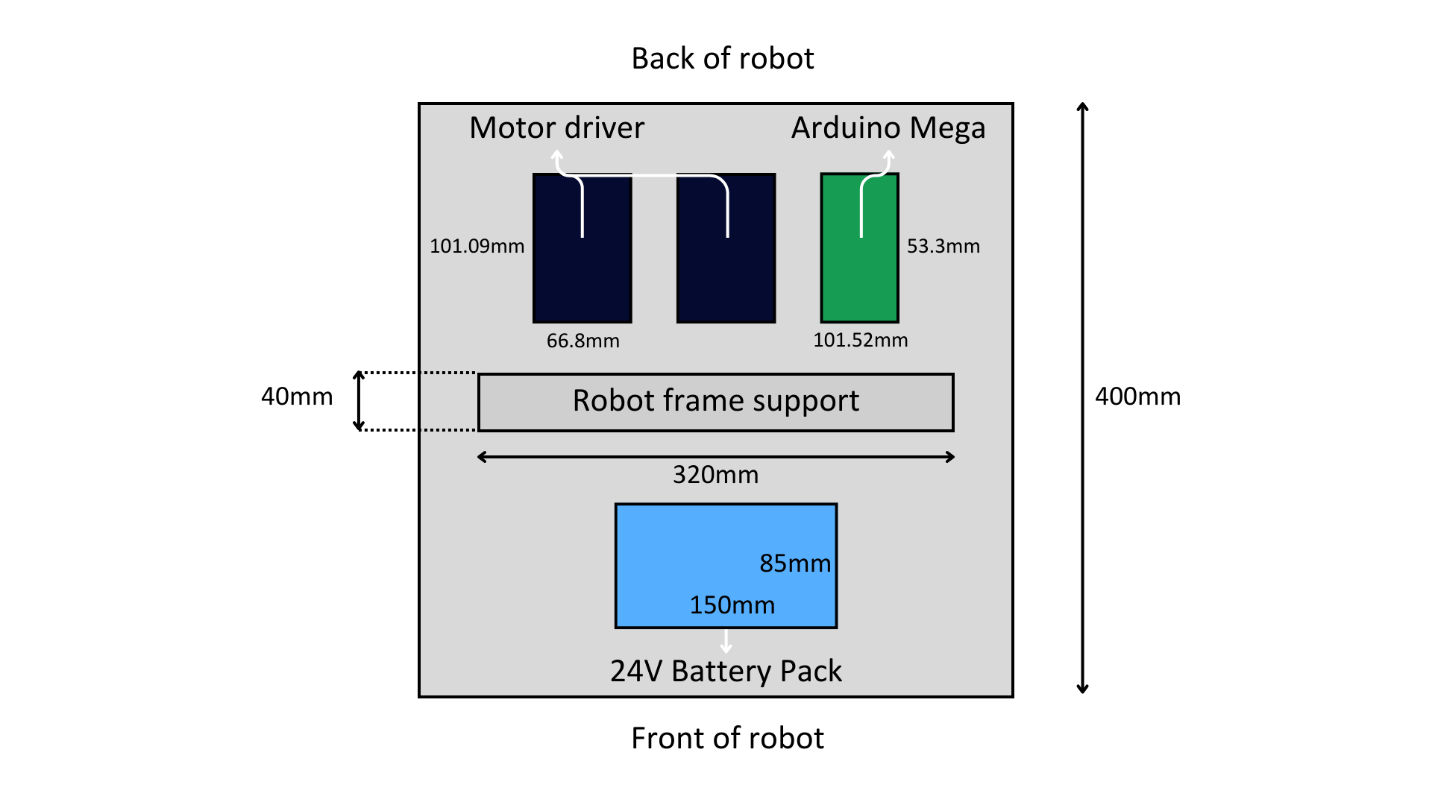 Back of robot
Motor driver
Arduino Mega
101.09mm
53.3mm
66.8mm
101.52mm
40mm
Robot frame support
400mm
320mm
85mm
150mm
24V Battery Pack
Front of robot